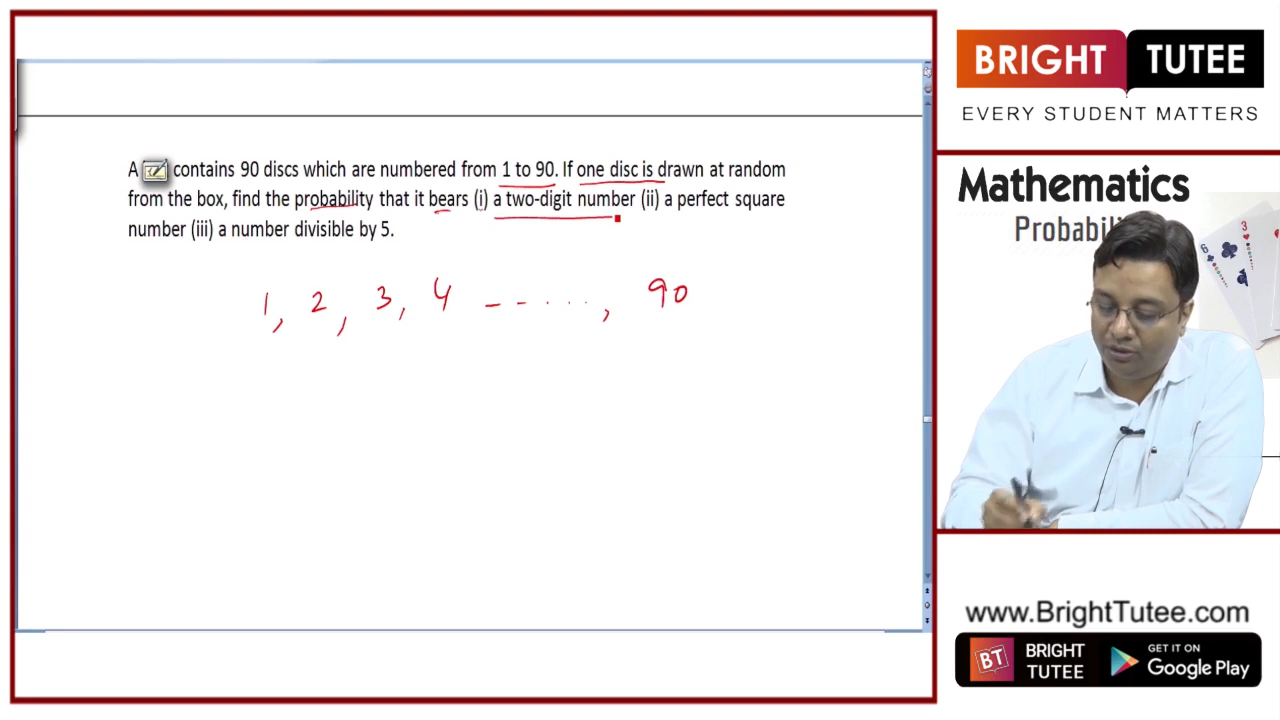 A contains 90 discs which are numbered from 1 to 90. If one disc is drawn at random
from the box, find the probability that it bears (i) a two-digit number (ii) a perfect square
number (iii) a number divisible by 5.
1, 2, 3, 4 -- ...., 90
BRIGHT TUTEE
EVERY STUDENT MATTERS
Mathematics
6 3
www.BrightTutee.com
BT BRIGHT TUTEE
GET IT ON
Google Play